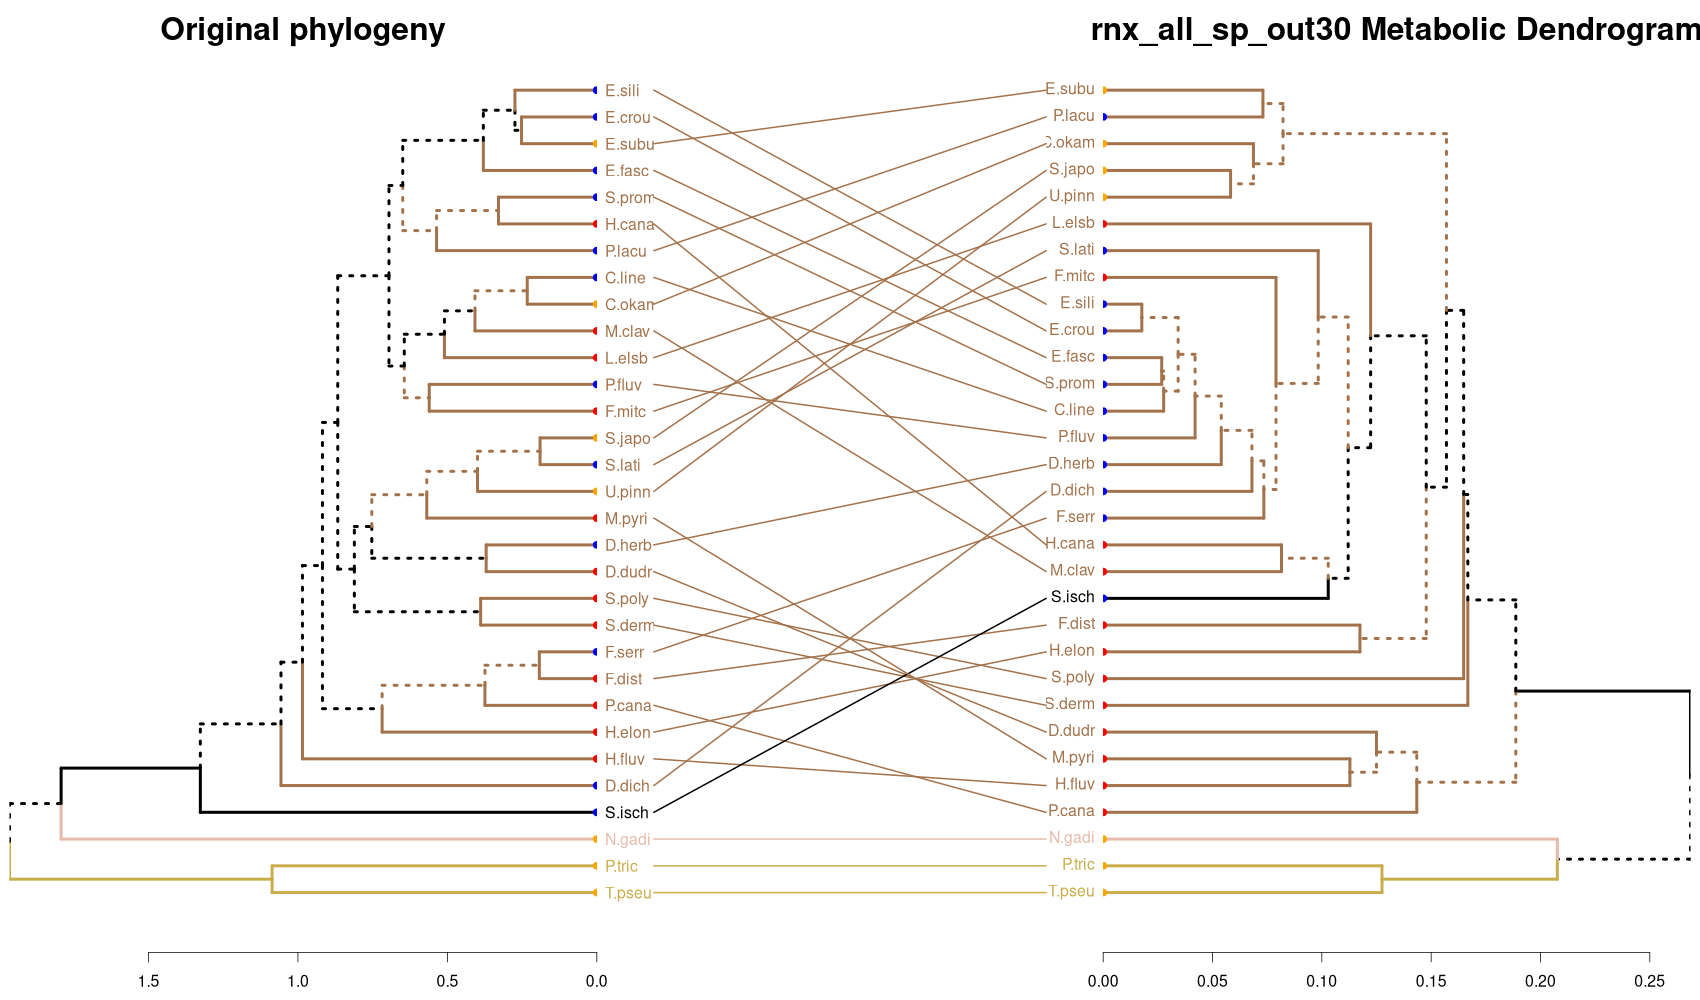 Original phylogeny
rnx_all_sp_out30 Metabolic Dendrogram
E.sili
E.crou
E.subu
E.fasc
S.prom
H.cana
P.lacu
C.line
C.okam
M.clav
L.elsb
P.fluv
F.mitc
S.japo
S.lati
U.pinn
M.pyri
D.herb
D.dudr
S.poly
S.derm
F.serr
F.dist
P.cana
H.elon
H.fluv
D.dich
S.isch
N.gadi
P.tric
T.pseu
E.subu
P.lacu
C.okam
S.japo
U.pinn
L.elsb
S.lati
F.mitc
E.sili
E.crou
E.fasc
S.prom
C.line
P.fluv
D.herb
D.dich
F.serr
H.cana
M.clav
S.isch
F.dist
H.elon
S.poly
S.derm
D.dudr
M.pyri
H.fluv
P.cana
N.gadi
P.tric
T.pseu
1.5 1.0 0.5 0.0
0.00 0.05 0.10 0.15 0.20 0.25